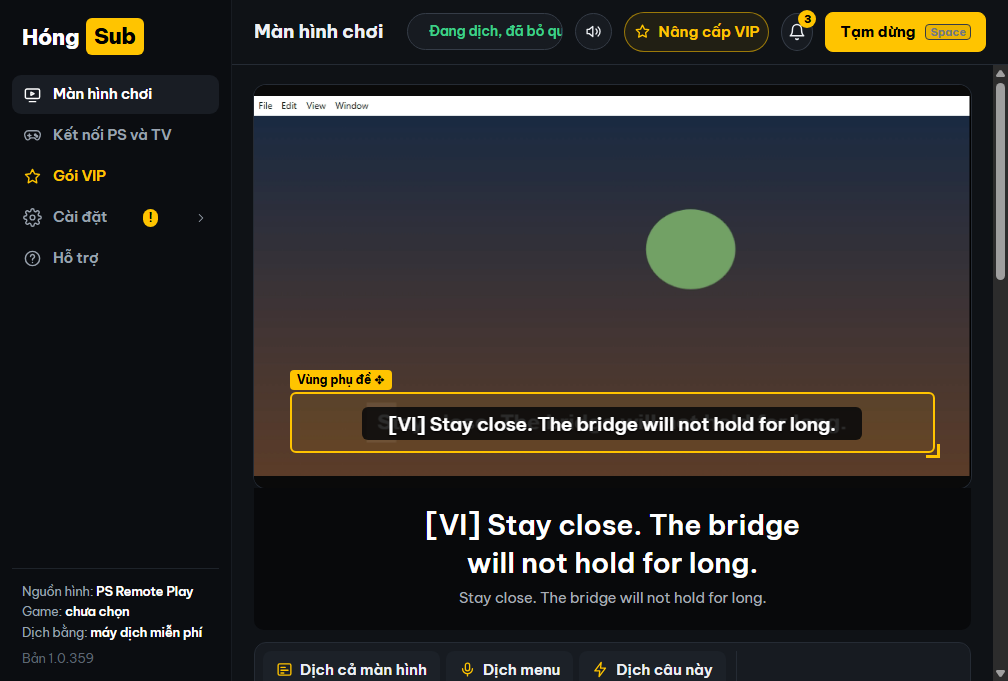 Hóng Sub
Màn hình chơi
Kết nối PS và TV
Gói VIP
Cài đặt !
Hỗ trợ
Nguồn hình: PS Remote Play
Game: chưa chọn
Dịch bằng: máy dịch miễn phí
Bản 1.0.359
Màn hình chơi
Đang dịch, đã bỏ qu
Nâng cấp VIP
3
Tạm dừng Space
File Edit View Window
Vùng phụ đề
[VI] Stay close. The bridge will not hold for long.
[VI] Stay close. The bridge
will not hold for long.
Stay close. The bridge will not hold for long.
Dịch cả màn hình
Dịch menu
Dịch câu này